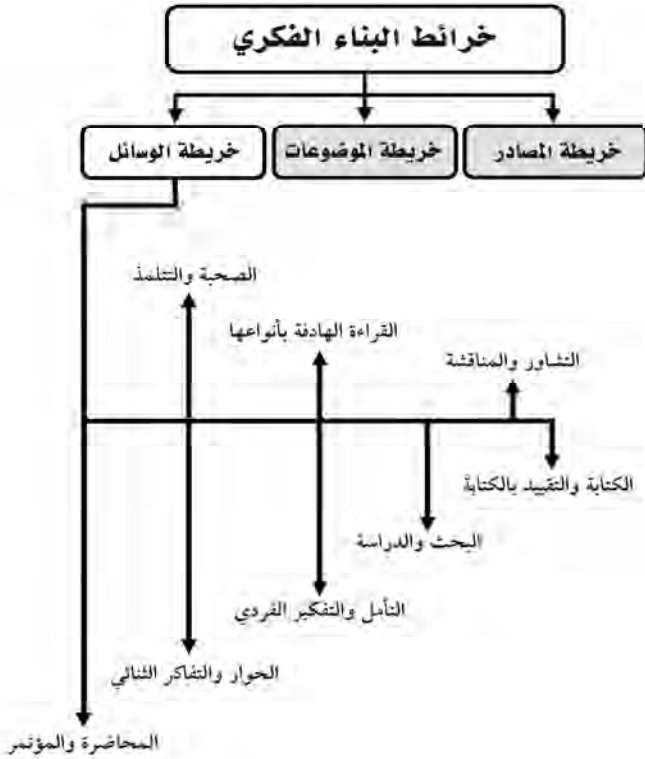 خرائط البناء الفكري
خريطة المصادر
خريطة الموضوعات
خريطة الوسائل
الصحبة والتتلمذ
القراءة الهادفة بأنواعها
التشاور والمناقشة
الكتابة والتقييد بالكتابة
البحث والدراسة
التأمل والتفكير الفردي
الحوار والتفاكر الثنائي
المحاضرة والمؤتمر